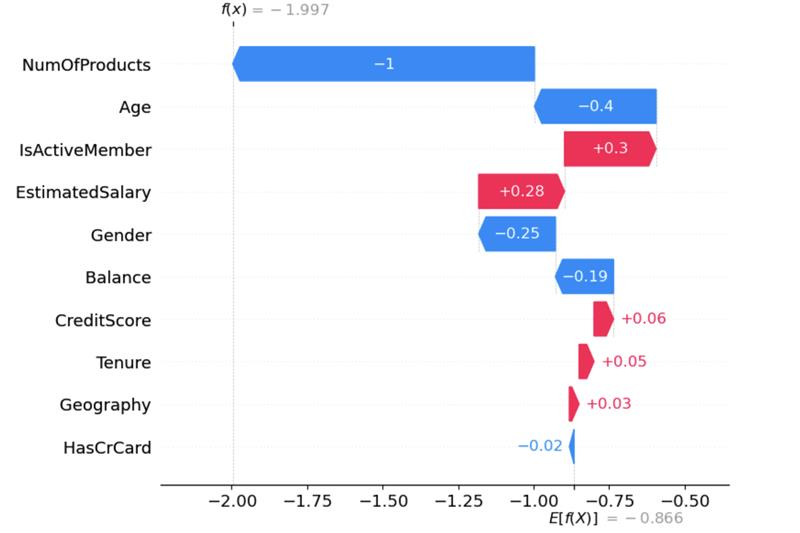 f(x) = −1.997
NumOfProducts −1
Age −0.4
IsActiveMember +0.3
EstimatedSalary +0.28
Gender −0.25
Balance −0.19
CreditScore +0.06
Tenure +0.05
Geography +0.03
HasCrCard −0.02
−2.00 −1.75 −1.50 −1.25 −1.00 −0.75 −0.50
E[f(X)] = −0.866